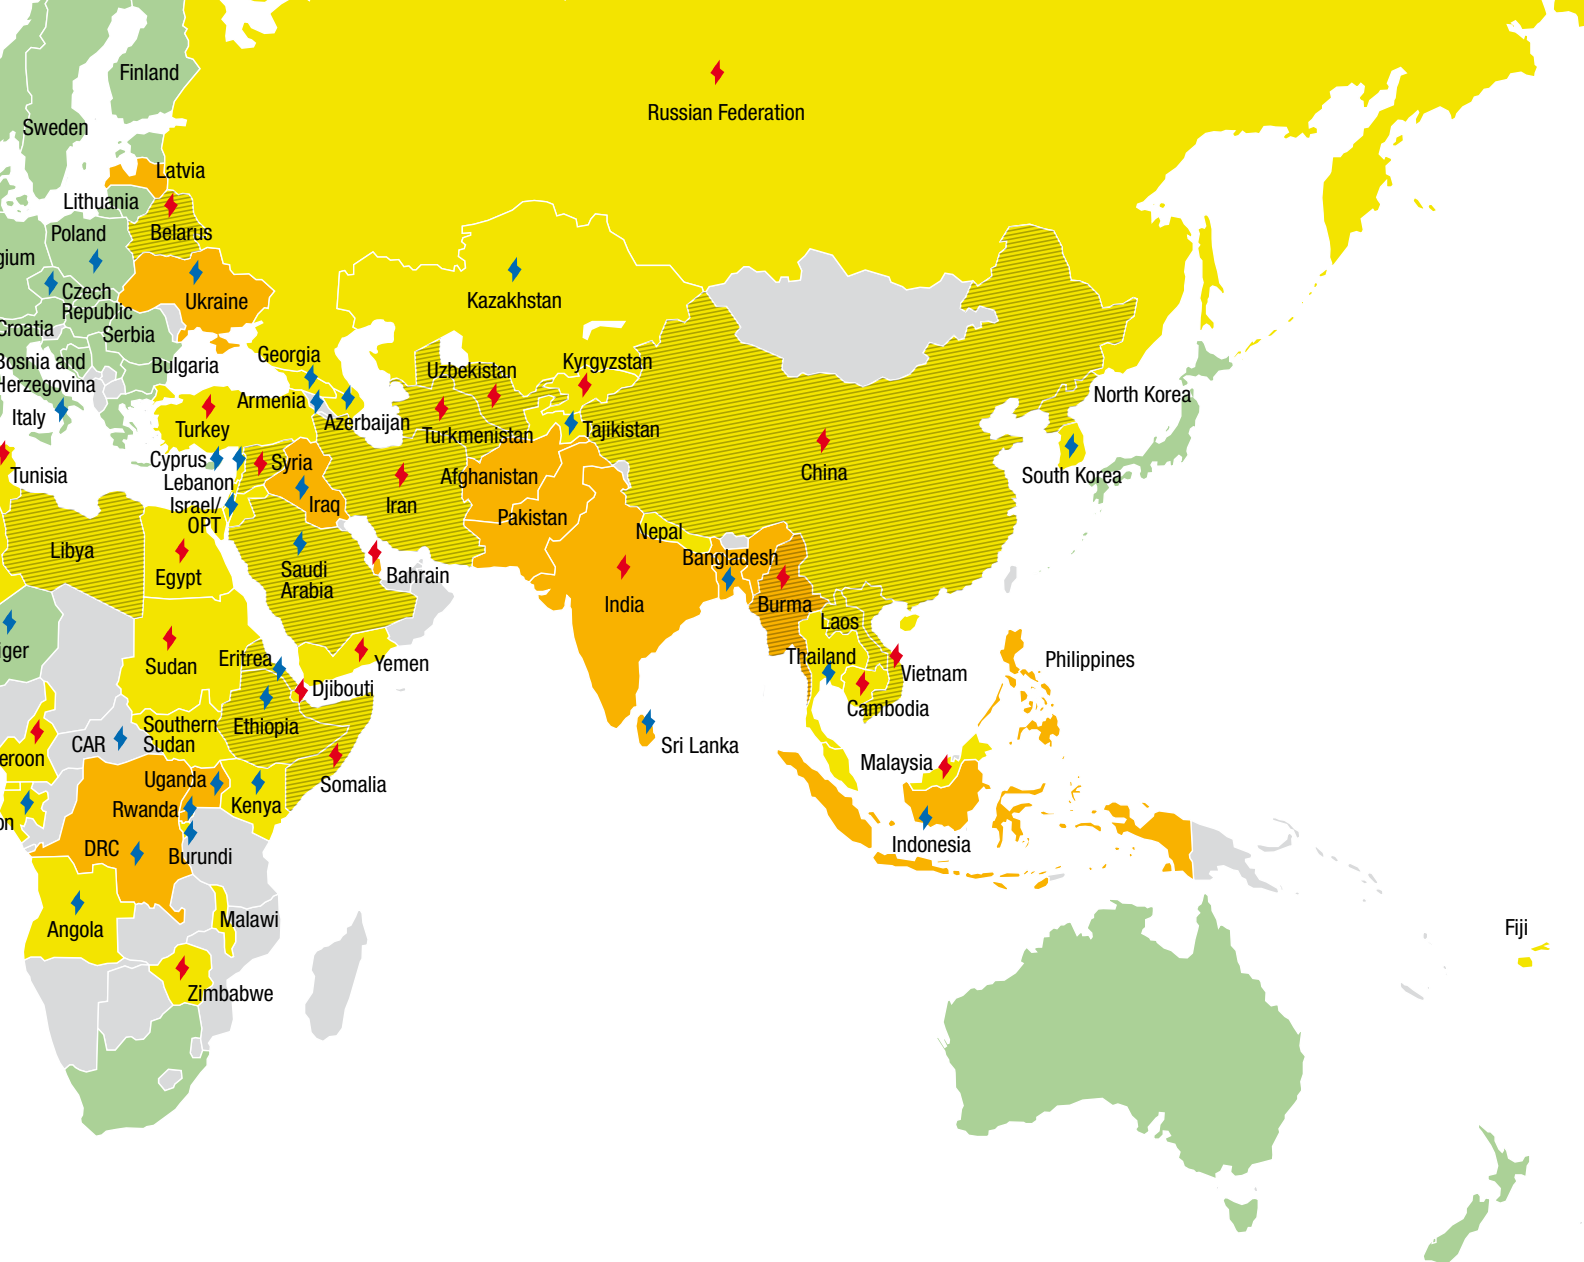 Finland
Russian Federation
Sweden
Latvia
Lithuania
Poland
Belarus
gium
Czech
Republic
Ukraine
Kazakhstan
Croatia
Serbia
Bosnia and
Herzegovina
Bulgaria
Georgia
Uzbekistan
Kyrgyzstan
North Korea
Italy
Armenia
Azerbaijan
Turkey
Turkmenistan
Tajikistan
Cyprus
Syria
Afghanistan
China
South Korea
Tunisia
Lebanon
Israel/
OPT
Iraq
Iran
Pakistan
Nepal
Libya
Egypt
Saudi
Arabia
Bahrain
Bangladesh
India
Burma
Laos
iger
Sudan
Eritrea
Yemen
Thailand
Vietnam
Philippines
Djibouti
Cambodia
Southern
Sudan
Ethiopia
CAR
Sri Lanka
eroon
Malaysia
Uganda
Somalia
Rwanda
Kenya
on
DRC
Burundi
Indonesia
Angola
Malawi
Fiji
Zimbabwe